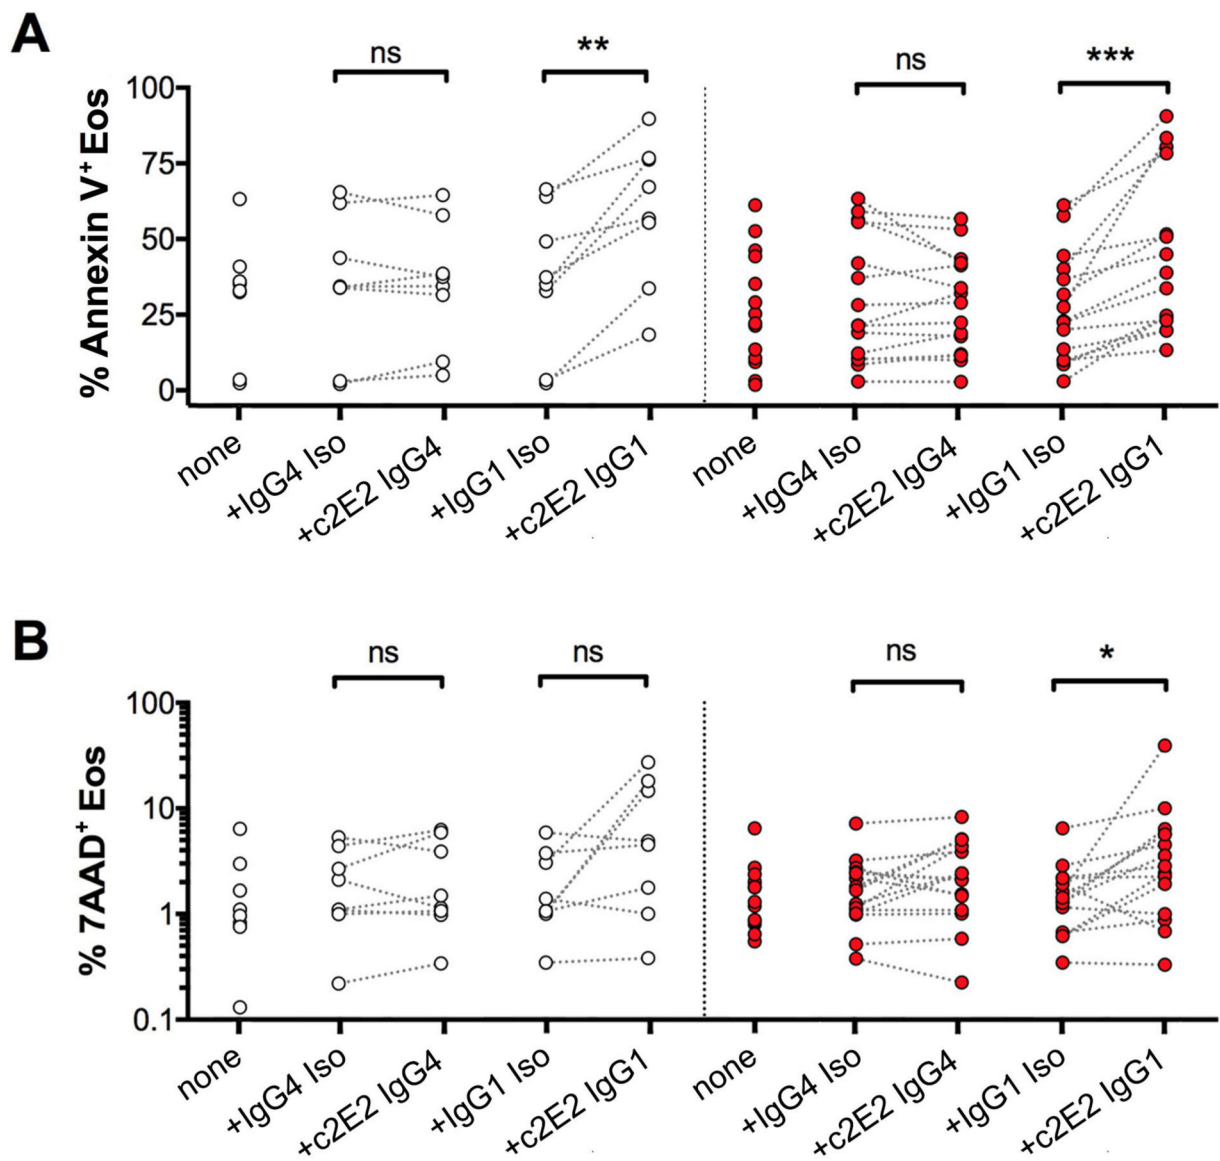 A
ns
**
ns
***
% Annexin V+Eos
100
75
50
25
0
none
+IgG4 Iso
+c2E2 IgG4
+IgG1 Iso
+c2E2 IgG1
none
+IgG4 Iso
+c2E2 IgG4
+IgG1 Iso
+c2E2 IgG1
B
ns
ns
ns
*
% 7AAD+ Eos
100
10
1
0.1
none
+IgG4 Iso
+c2E2 IgG4
+IgG1 Iso
+c2E2 IgG1
none
+IgG4 Iso
+c2E2 IgG4
+IgG1 Iso
+c2E2 IgG1